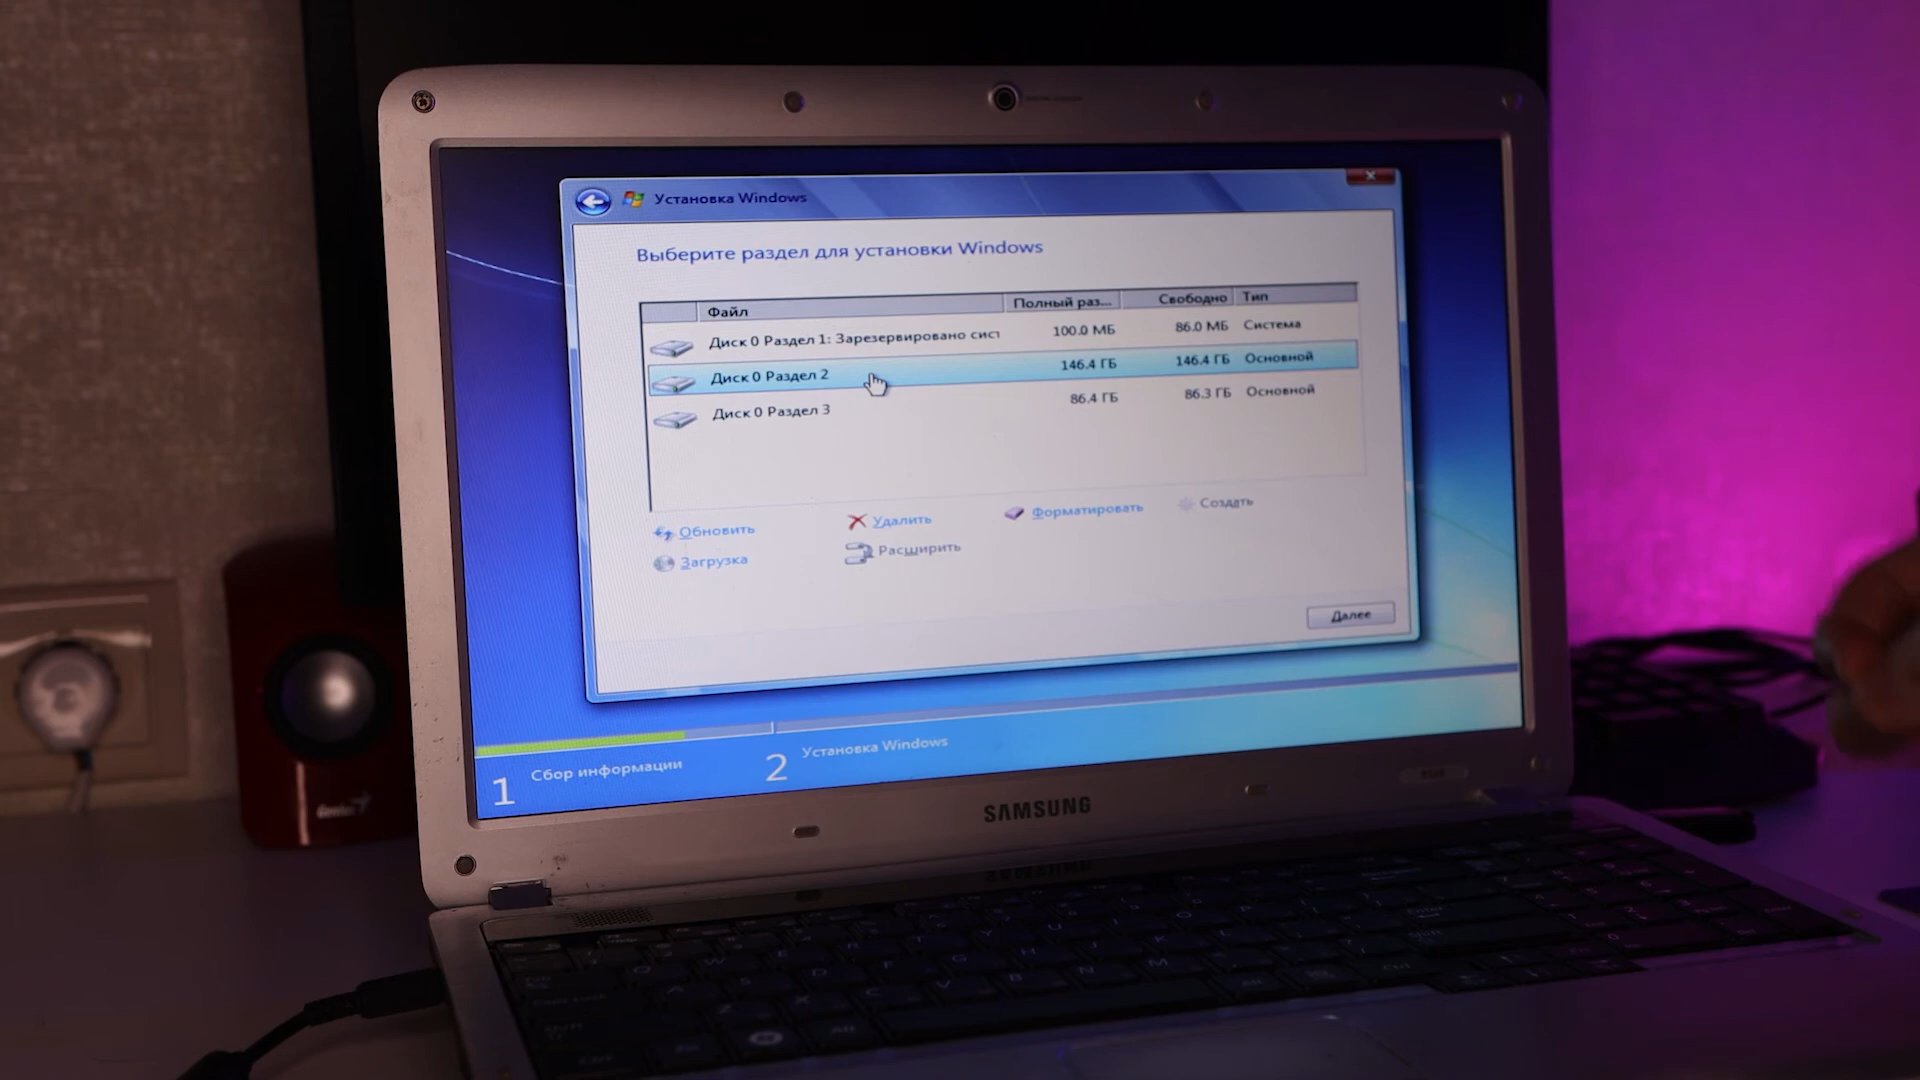 Установка Windows
Выберите раздел для установки Windows
Файл Полный раз... Свободно Тип
Диск 0 Раздел 1: Зарезервировано сист 100.0 МБ 86.0 МБ Система
Диск 0 Раздел 2 146.4 ГБ 146.4 ГБ Основной
Диск 0 Раздел 3 86.4 ГБ 86.3 ГБ Основной
Обновить Удалить Форматировать Создать
Загрузка Расширить
Далее
1 Сбор информации 2 Установка Windows
SAMSUNG
Genius